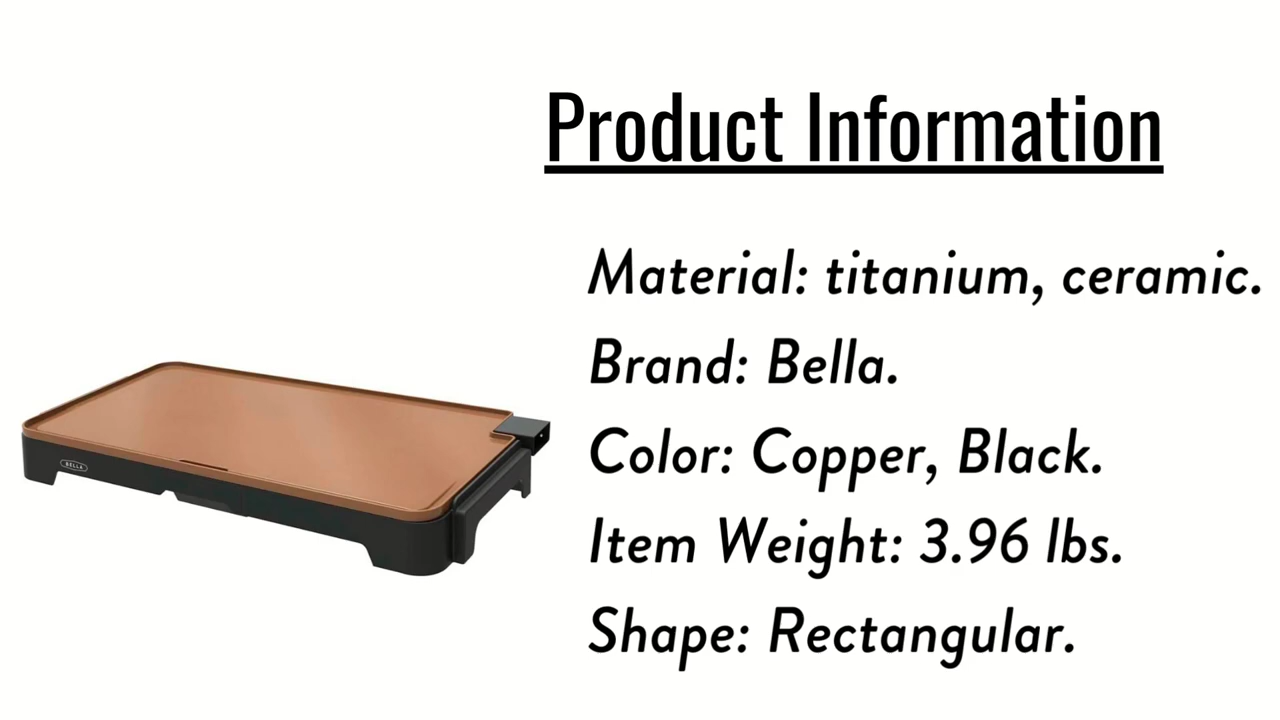 Product Information
Material: titanium, ceramic.
Brand: Bella.
Color: Copper, Black.
Item Weight: 3.96 lbs.
Shape: Rectangular.
BELLA